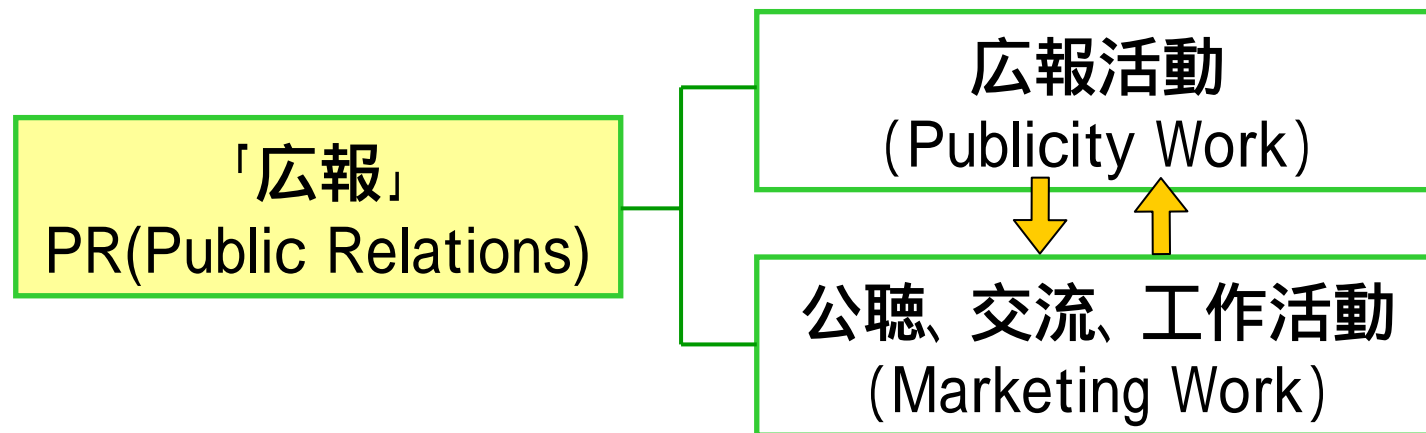 「広報」
PR(Public Relations)
広報活動
(Publicity Work)
公聴、交流、工作活動
(Marketing Work)